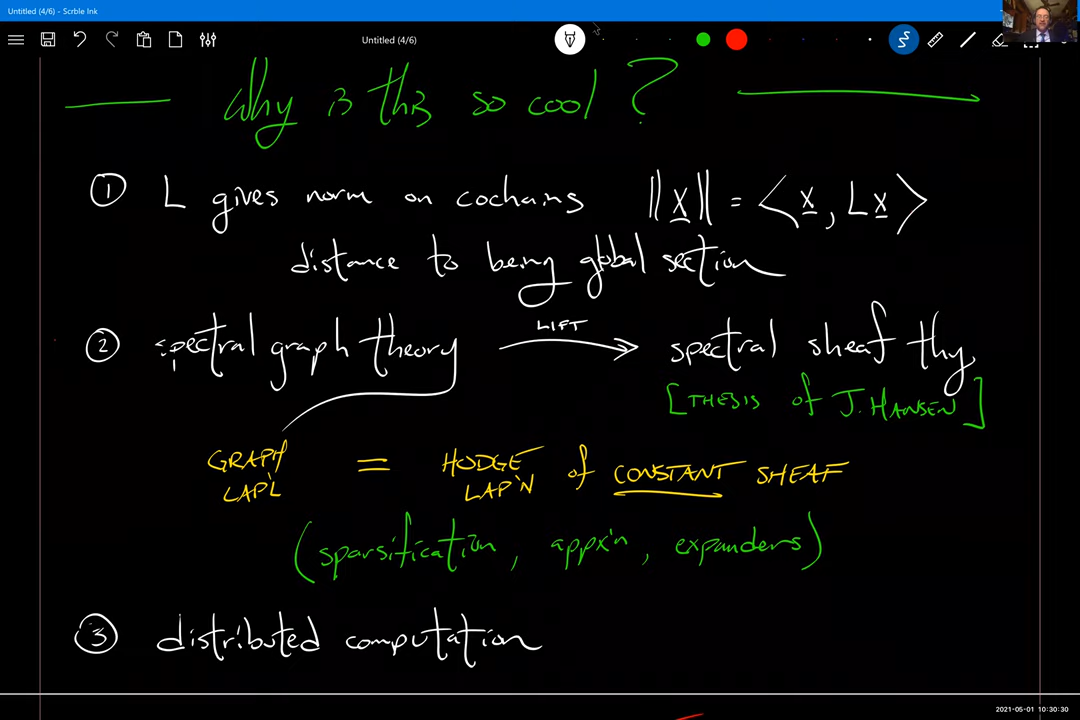 Untitled (4/6) - Scrble Ink
Untitled (4/6)
Why is this so cool?
① L gives norm on cochains ‖x‖ = <x, Lx>
distance to being global section
② spectral graph theory LIFT → spectral sheaf thy.
[THESIS of J. HANSEN]
GRAPH LAP'L = HODGE LAP'N of CONSTANT SHEAF
(sparsification, appx'n, expanders)
③ distributed computation
2021-05-01 10:30:30